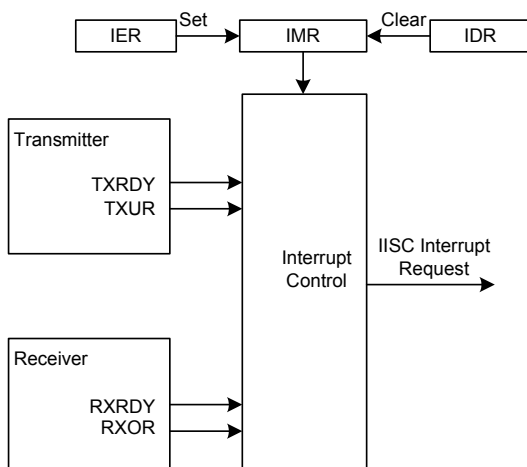 Set
Clear
IER
IMR
IDR
Transmitter
TXRDY
TXUR
Interrupt
Control
IISC Interrupt
Request
Receiver
RXRDY
RXOR